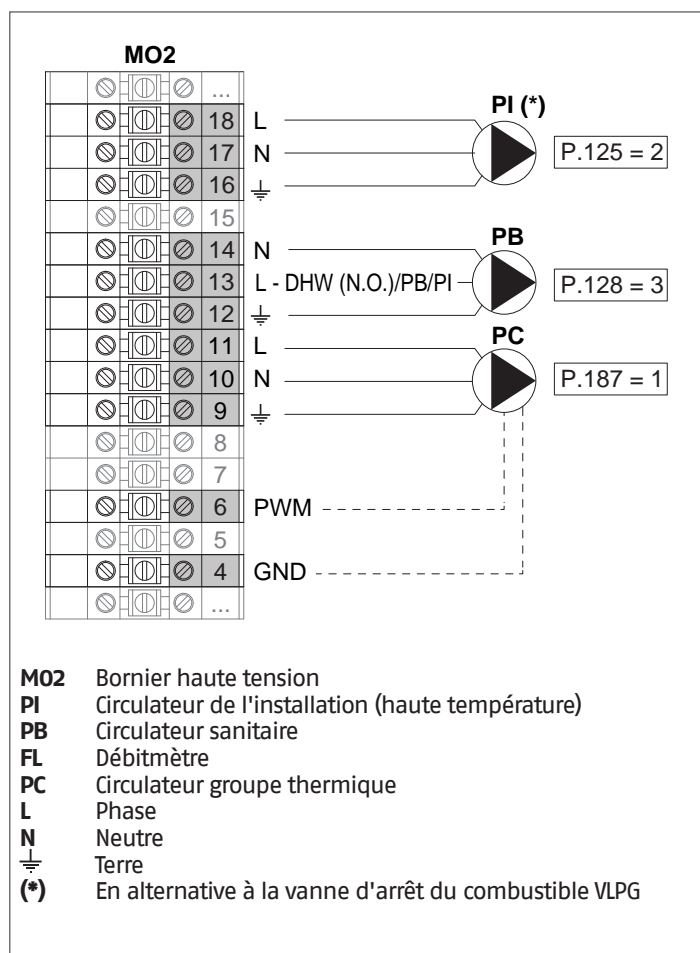 MO2
...
18 L PI (*)
17 N P.125 = 2
16 ⏚
15
14 N PB
13 L - DHW (N.O.)/PB/PI P.128 = 3
12 ⏚
11 L PC
10 N P.187 = 1
9 ⏚
8
7
6 PWM
5
4 GND
...
MO2 Bornier haute tension
PI Circulateur de l'installation (haute température)
PB Circulateur sanitaire
FL Débitmètre
PC Circulateur groupe thermique
L Phase
N Neutre
⏚ Terre
(*) En alternative à la vanne d'arrêt du combustible VLPG